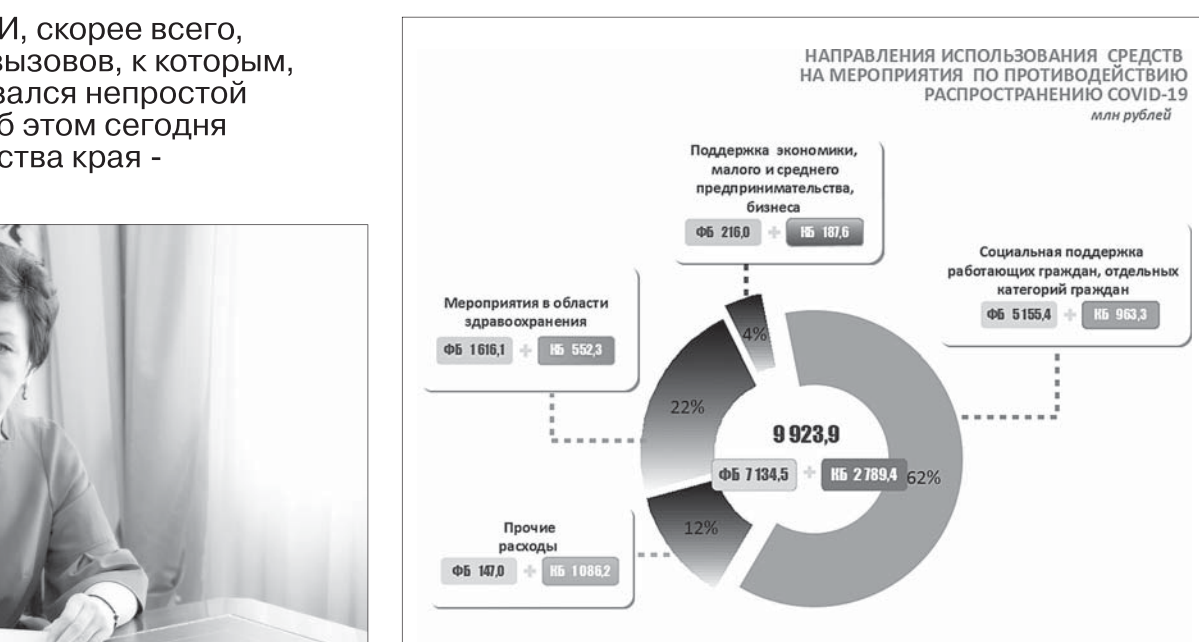 И, скорее всего,
вызовов, к которым,
зался непростой
б этом сегодня
ства края -
НАПРАВЛЕНИЯ ИСПОЛЬЗОВАНИЯ СРЕДСТВ
НА МЕРОПРИЯТИЯ ПО ПРОТИВОДЕЙСТВИЮ
РАСПРОСТРАНЕНИЮ COVID-19
млн рублей
Поддержка экономики,
малого и среднего
предпринимательства,
бизнеса
ФБ 216,0 + КБ 187,6
Социальная поддержка
работающих граждан, отдельных
категорий граждан
ФБ 5155,4 + КБ 963,3
Мероприятия в области
здравоохранения
ФБ 1616,1 + КБ 552,3
4%
22%
9 923,9
ФБ 7134,5 + КБ 2789,4 62%
12%
Прочие
расходы
ФБ 147,0 + КБ 1086,2